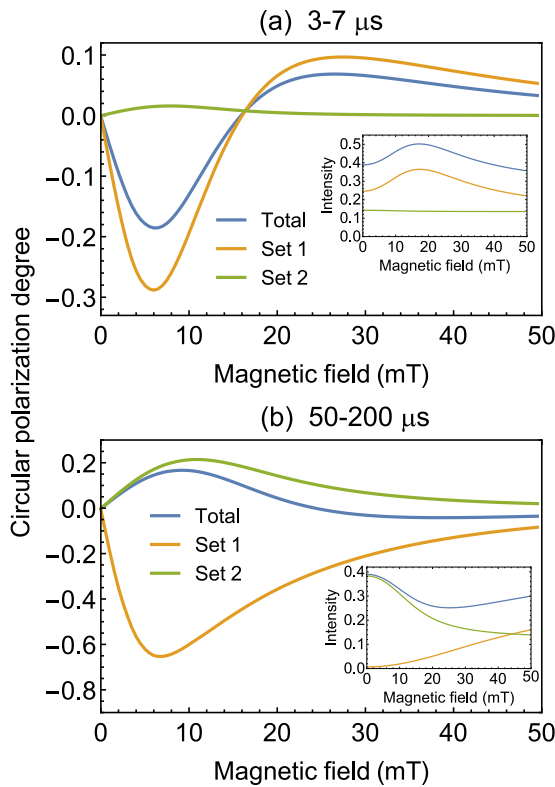 (a) 3-7 μs
0.1
0.0
−0.1
−0.2
−0.3
Total
Set 1
Set 2
0.5
0.4
0.3
0.2
0.1
0.0
Intensity
0 10 20 30 40 50
Magnetic field (mT)
0 10 20 30 40 50
Magnetic field (mT)
Circular polarization degree
(b) 50-200 μs
0.2
0.0
−0.2
−0.4
−0.6
−0.8
Total
Set 1
Set 2
0.4
0.3
0.2
0.1
0.0
Intensity
0 10 20 30 40 50
Magnetic field (mT)
0 10 20 30 40 50
Magnetic field (mT)